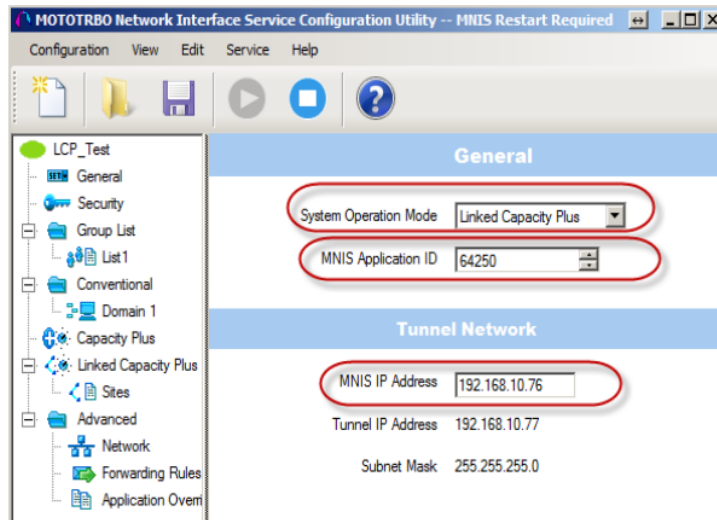 MOTOTRBO Network Interface Service Configuration Utility -- MNIS Restart Required
Configuration View Edit Service Help
LCP_Test
General
Security
Group List
List1
Conventional
Domain 1
Capacity Plus
Linked Capacity Plus
Sites
Advanced
Network
Forwarding Rules
Application Overri
General
System Operation Mode Linked Capacity Plus
MNIS Application ID 64250
Tunnel Network
MNIS IP Address 192.168.10.76
Tunnel IP Address 192.168.10.77
Subnet Mask 255.255.255.0